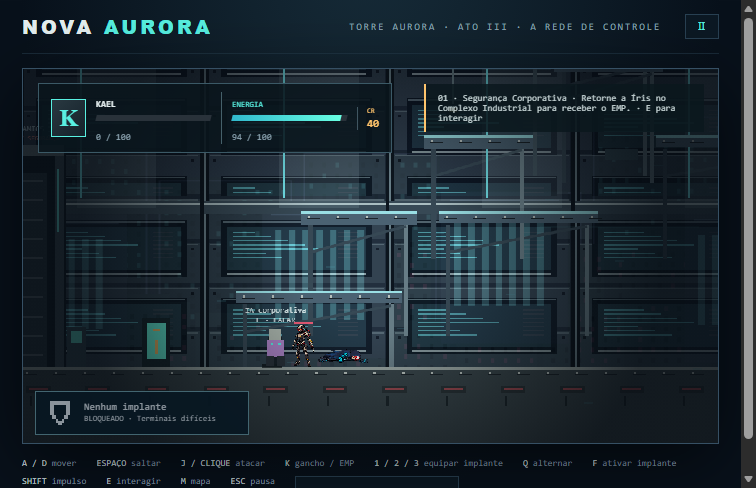 NOVA AURORA
TORRE AURORA · ATO III · A REDE DE CONTROLE
II
K
KAEL
0 / 100
ENERGIA
94 / 100
CR
40
01 · Segurança Corporativa · Retorne a Íris no
Complexo Industrial para receber o EMP. · E para
interagir
Corporativa
Nenhum implante
BLOQUEADO · Terminais difíceis
A / D mover
ESPAÇO saltar
J / CLIQUE atacar
K gancho / EMP
1 / 2 / 3 equipar implante
Q alternar
F ativar implante
SHIFT impulso
E interagir
M mapa
ESC pausa